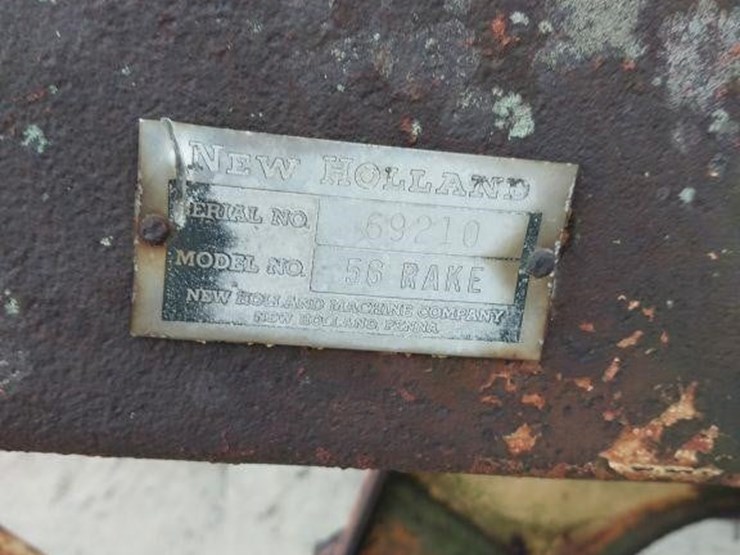 NEW HOLLAND
SERIAL NO. 69210
MODEL NO. 56 RAKE
NEW HOLLAND MACHINE COMPANY
NEW HOLLAND, PENNA.